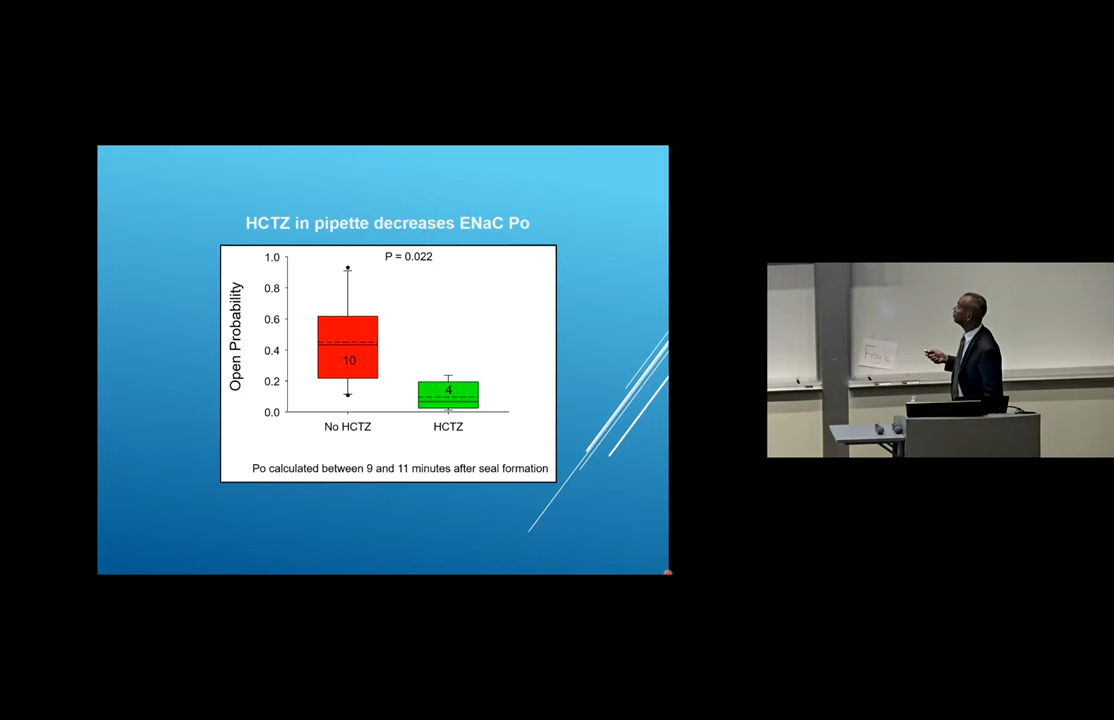 HCTZ in pipette decreases ENaC Po
P = 0.022
1.0
0.8
0.6
0.4
0.2
0.0
Open Probability
10
4
No HCTZ
HCTZ
Po calculated between 9 and 11 minutes after seal formation